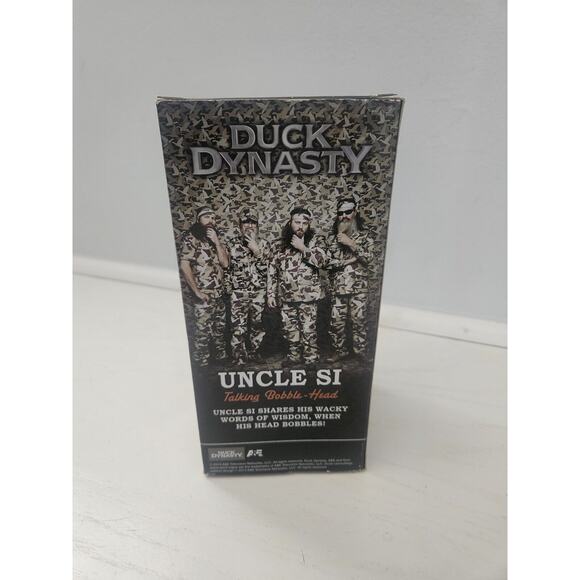 DUCK
DYNASTY
UNCLE SI
Talking Bobble-Head
UNCLE SI SHARES HIS WACKY
WORDS OF WISDOM, WHEN
HIS HEAD BOBBLES!
DUCK
DYNASTY
A&E